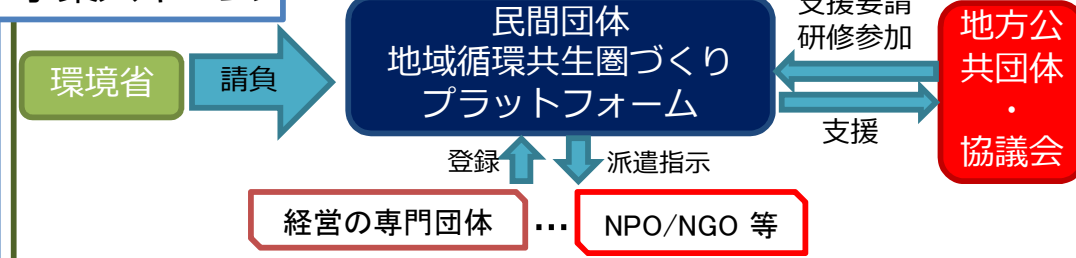 環境省
請負
民間団体
地域循環共生圏づくり
プラットフォーム
支援要請
研修参加
支援
地方公
共団体
・
協議会
登録
派遣指示
経営の専門団体
…
NPO/NGO 等